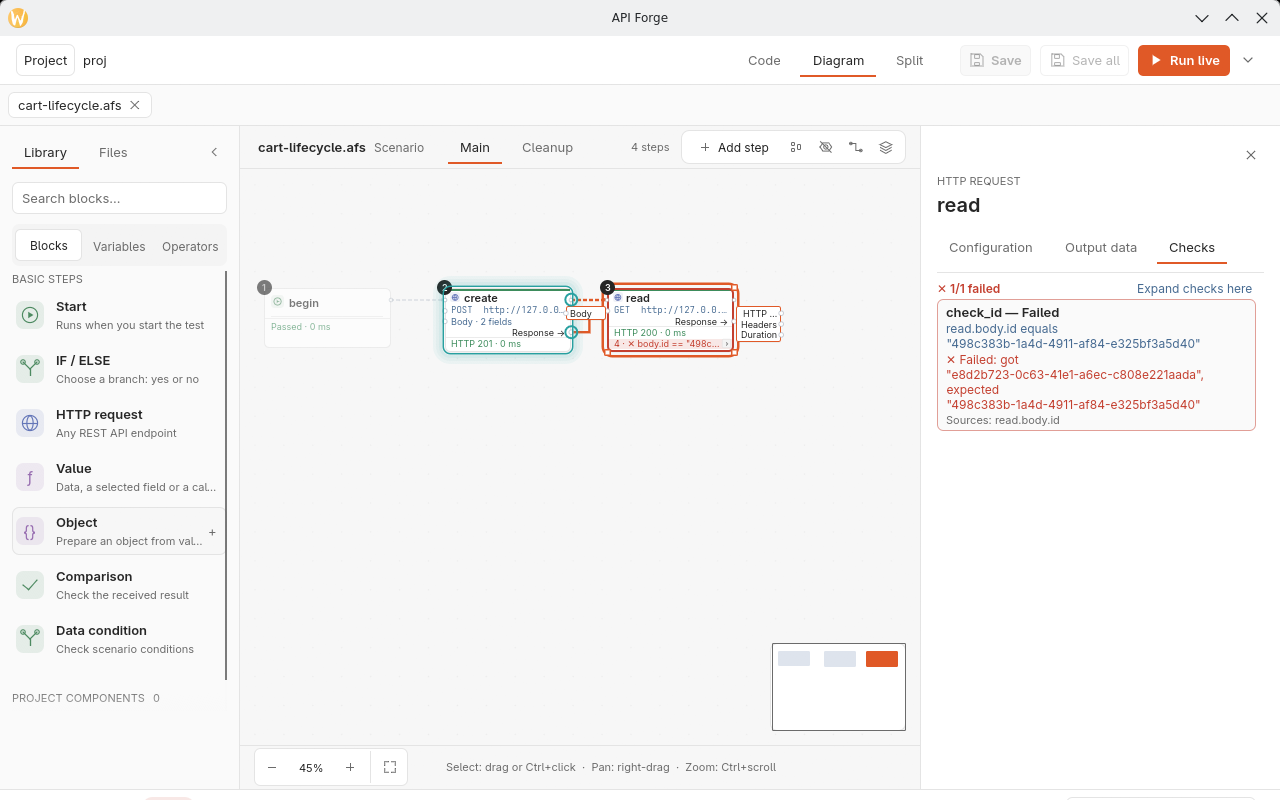 API Forge
Project
proj
Code
Diagram
Split
Save
Save all
Run live
cart-lifecycle.afs
Library
Files
Search blocks...
Blocks
Variables
Operators
BASIC STEPS
Start
Runs when you start the test
IF / ELSE
Choose a branch: yes or no
HTTP request
Any REST API endpoint
Value
Data, a selected field or a cal...
Object
Prepare an object from val...
Comparison
Check the received result
Data condition
Check scenario conditions
PROJECT COMPONENTS 0
cart-lifecycle.afs Scenario
Main
Cleanup
4 steps
Add step
1
begin
Passed · 0 ms
2
create
POST http://127.0.0...
Body · 2 fields
Response →
HTTP 201 · 0 ms
Body
3
read
GET http://127.0.0...
Response →
HTTP 200 · 0 ms
4 · ✕ body.id == "498c... ›
HTTP ...
Headers
Duration
45%
Select: drag or Ctrl+click · Pan: right-drag · Zoom: Ctrl+scroll
HTTP REQUEST
read
Configuration
Output data
Checks
✕ 1/1 failed
Expand checks here
check_id — Failed
read.body.id equals
"498c383b-1a4d-4911-af84-e325bf3a5d40"
✕ Failed: got
"e8d2b723-0c63-41e1-a6ec-c808e221aada",
expected
"498c383b-1a4d-4911-af84-e325bf3a5d40"
Sources: read.body.id